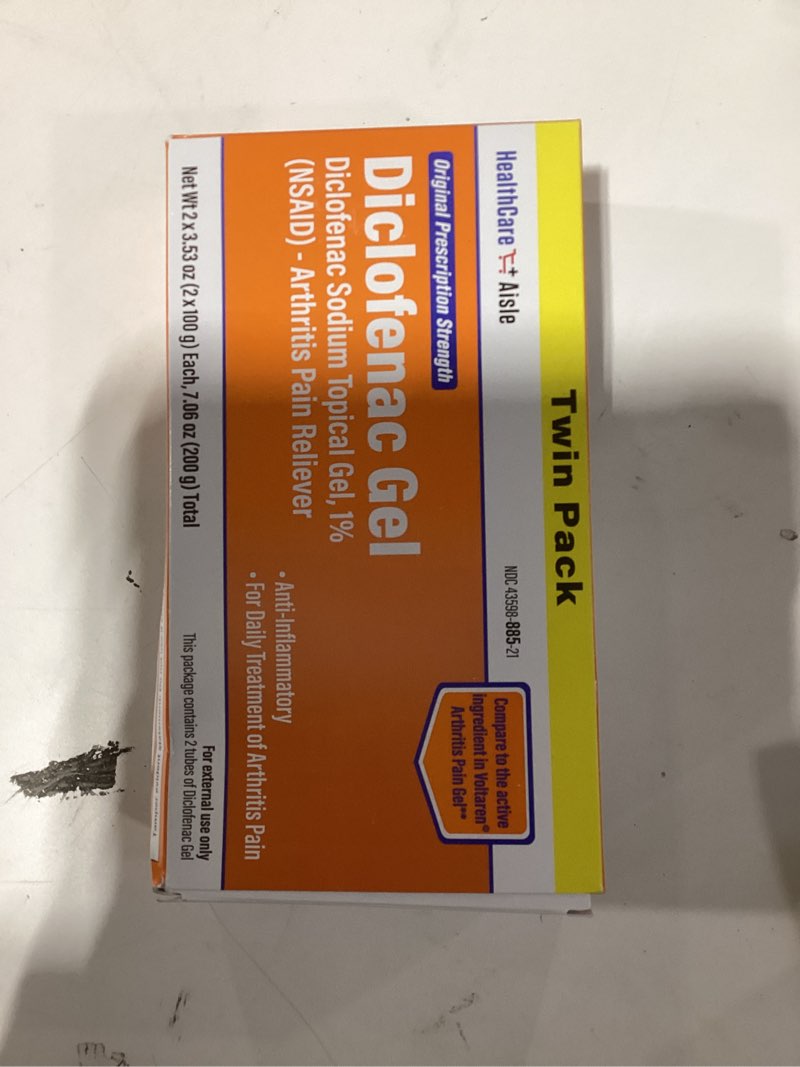 Twin Pack
HealthCare Aisle
NDC 43598-885-21
Original Prescription Strength
Compare to the active
ingredient in Voltaren®
Arthritis Pain Gel**
Diclofenac Gel
Diclofenac Sodium Topical Gel, 1%
(NSAID) - Arthritis Pain Reliever
• Anti-Inflammatory
• For Daily Treatment of Arthritis Pain
For external use only
Net Wt 2 x 3.53 oz (2 x 100 g) Each, 7.06 oz (200 g) Total
This package contains 2 tubes of Diclofenac Gel